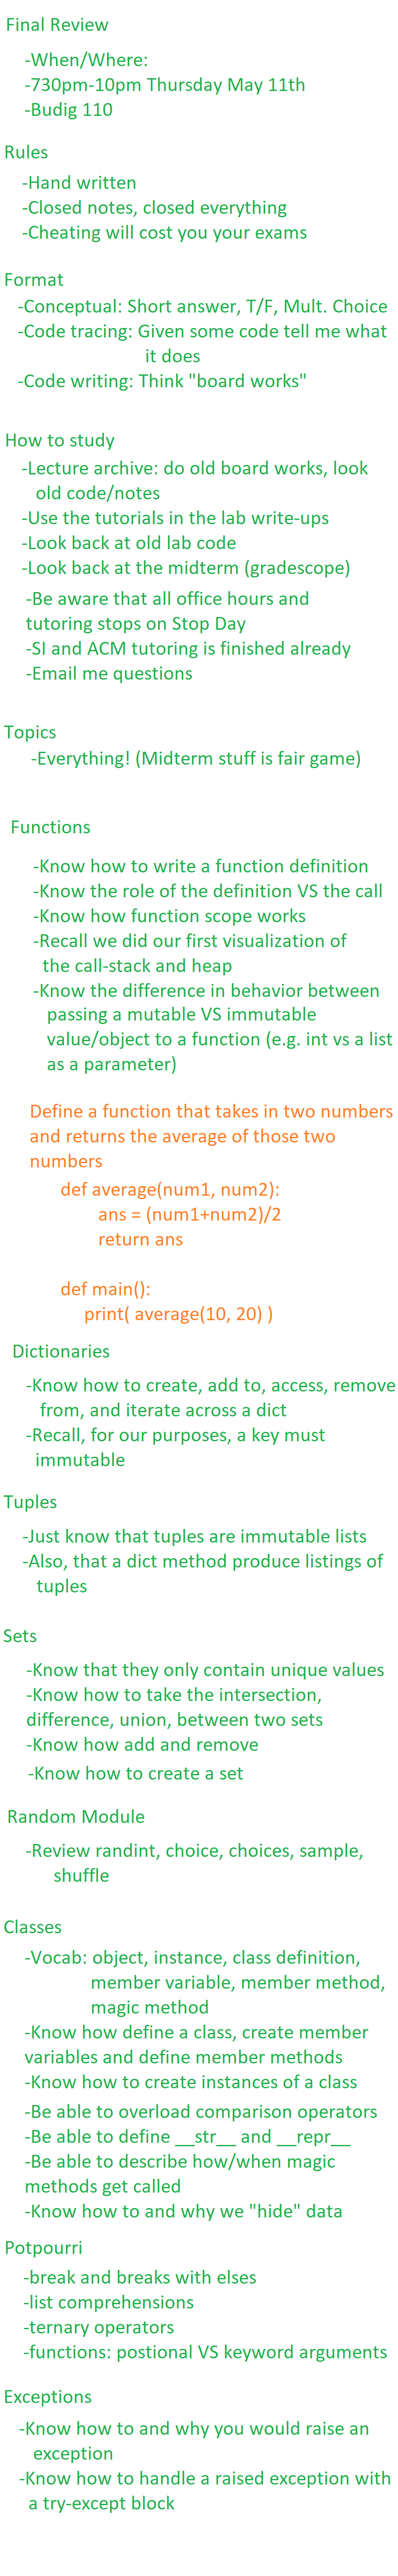 Final Review
-When/Where:
-730pm-10pm Thursday May 11th
-Budig 110
Rules
-Hand written
-Closed notes, closed everything
-Cheating will cost you your exams
Format
-Conceptual: Short answer, T/F, Mult. Choice
-Code tracing: Given some code tell me what
it does
-Code writing: Think "board works"
How to study
-Lecture archive: do old board works, look
old code/notes
-Use the tutorials in the lab write-ups
-Look back at old lab code
-Look back at the midterm (gradescope)
-Be aware that all office hours and
tutoring stops on Stop Day
-SI and ACM tutoring is finished already
-Email me questions
Topics
-Everything! (Midterm stuff is fair game)
Functions
-Know how to write a function definition
-Know the role of the definition VS the call
-Know how function scope works
-Recall we did our first visualization of
the call-stack and heap
-Know the difference in behavior between
passing a mutable VS immutable
value/object to a function (e.g. int vs a list
as a parameter)
Define a function that takes in two numbers
and returns the average of those two
numbers
def average(num1, num2):
ans = (num1+num2)/2
return ans
def main():
print( average(10, 20) )
Dictionaries
-Know how to create, add to, access, remove
from, and iterate across a dict
-Recall, for our purposes, a key must
immutable
Tuples
-Just know that tuples are immutable lists
-Also, that a dict method produce listings of
tuples
Sets
-Know that they only contain unique values
-Know how to take the intersection,
difference, union, between two sets
-Know how add and remove
-Know how to create a set
Random Module
-Review randint, choice, choices, sample,
shuffle
Classes
-Vocab: object, instance, class definition,
member variable, member method,
magic method
-Know how define a class, create member
variables and define member methods
-Know how to create instances of a class
-Be able to overload comparison operators
-Be able to define __str__ and __repr__
-Be able to describe how/when magic
methods get called
-Know how to and why we "hide" data
Potpourri
-break and breaks with elses
-list comprehensions
-ternary operators
-functions: postional VS keyword arguments
Exceptions
-Know how to and why you would raise an
exception
-Know how to handle a raised exception with
a try-except block